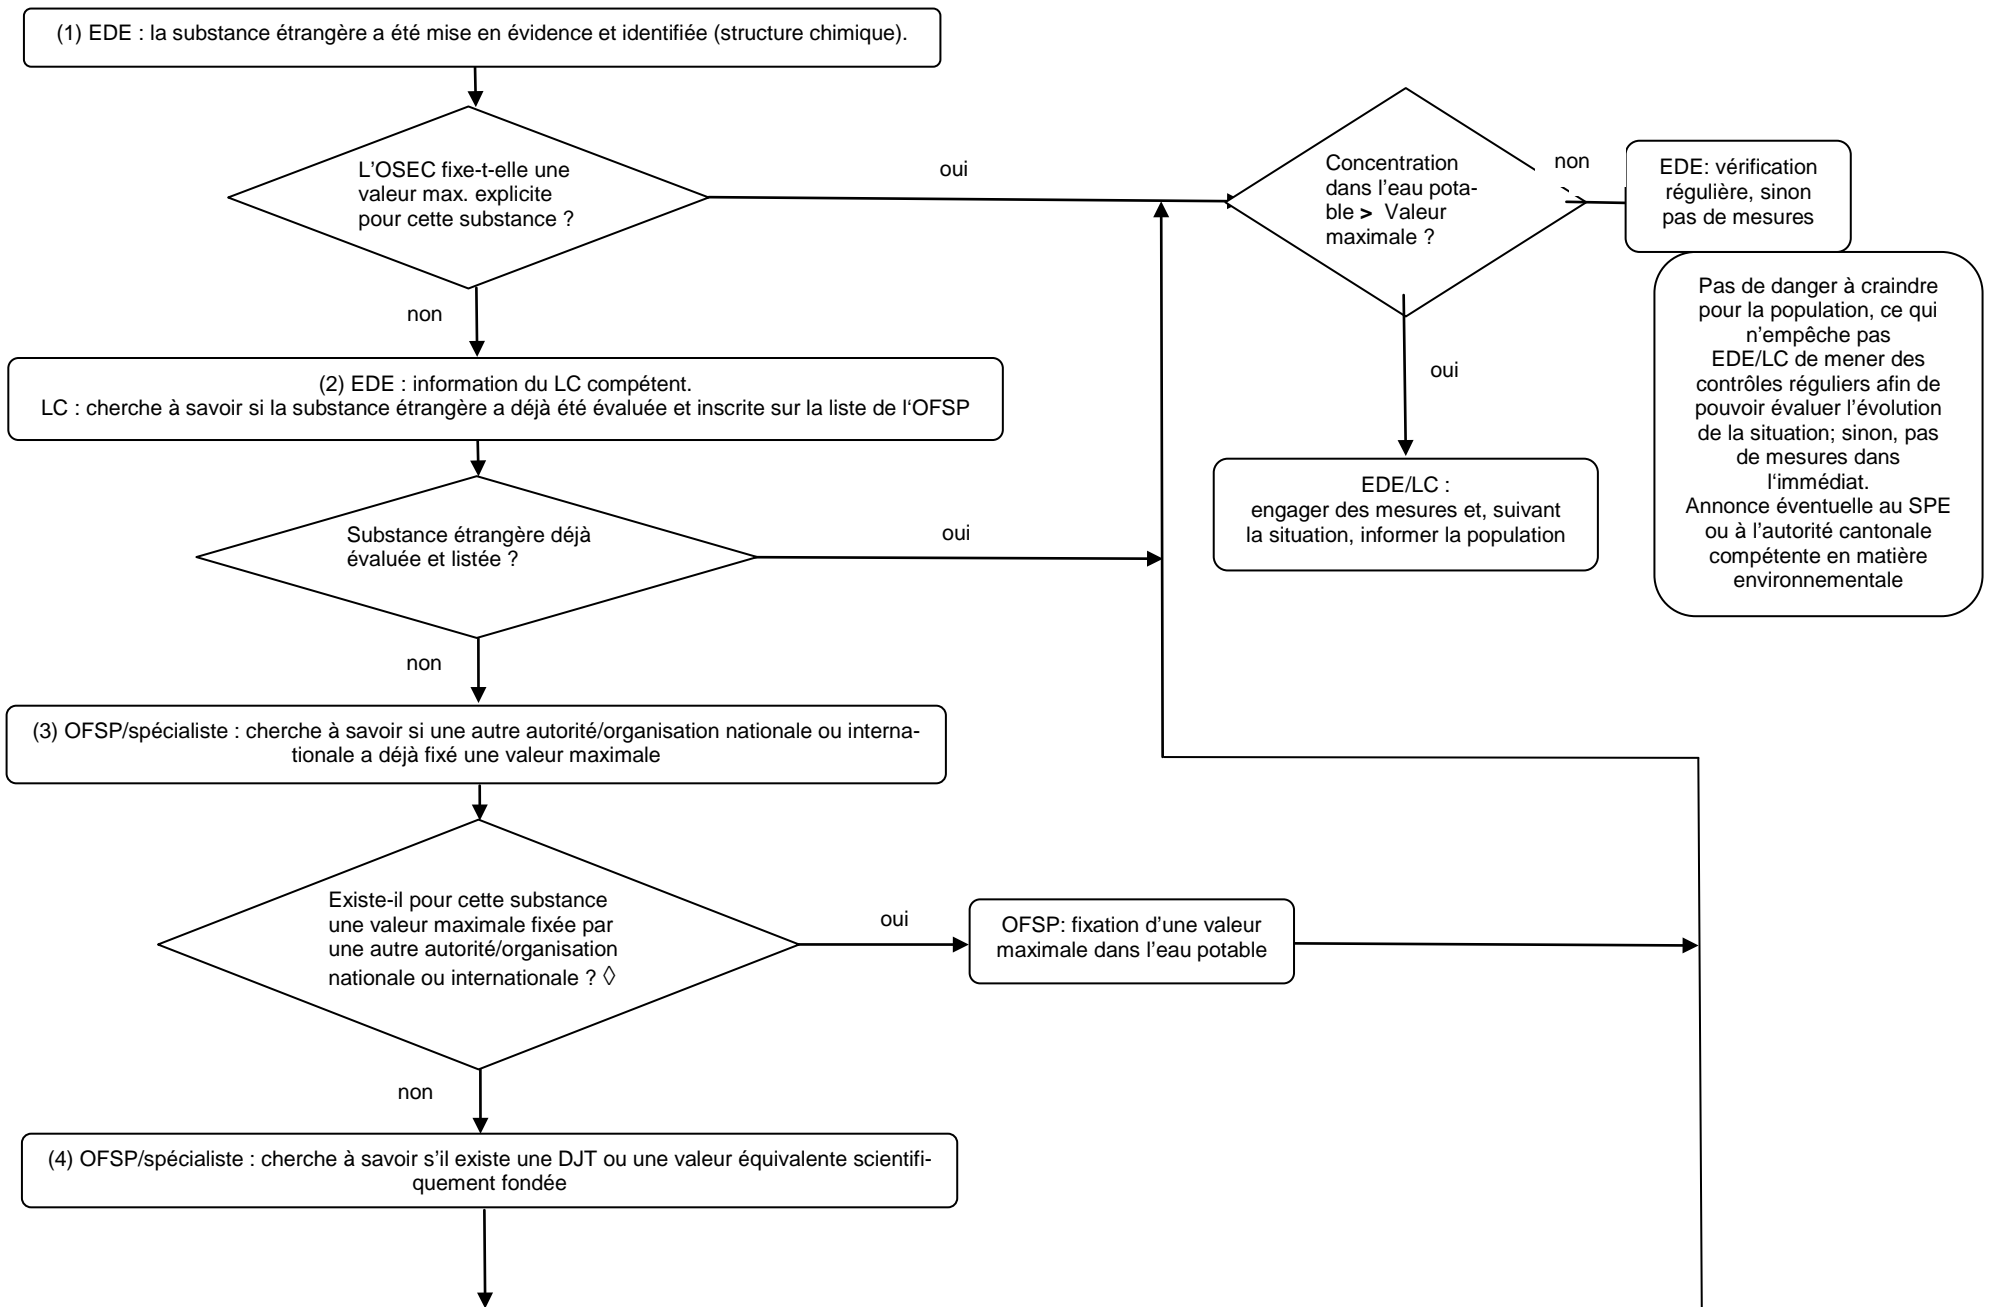 (1) EDE : la substance étrangère a été mise en évidence et identifiée (structure chimique).
L'OSEC fixe-t-elle une
valeur max. explicite
pour cette substance ?
oui
non
Concentration
dans l'eau pota-
ble > Valeur
maximale ?
non
oui
EDE: vérification
régulière, sinon
pas de mesures
Pas de danger à craindre
pour la population, ce qui
n'empêche pas
EDE/LC de mener des
contrôles réguliers afin de
pouvoir évaluer l'évolution
de la situation; sinon, pas
de mesures dans
l'immédiat.
Annonce éventuelle au SPE
ou à l'autorité cantonale
compétente en matière
environnementale
EDE/LC :
engager des mesures et, suivant
la situation, informer la population
(2) EDE : information du LC compétent.
LC : cherche à savoir si la substance étrangère a déjà été évaluée et inscrite sur la liste de l'OFSP
Substance étrangère déjà
évaluée et listée ?
oui
non
(3) OFSP/spécialiste : cherche à savoir si une autre autorité/organisation nationale ou interna-
tionale a déjà fixé une valeur maximale
Existe-il pour cette substance
une valeur maximale fixée par
une autre autorité/organisation
nationale ou internationale ? ◊
oui
OFSP: fixation d'une valeur
maximale dans l'eau potable
non
(4) OFSP/spécialiste : cherche à savoir s'il existe une DJT ou une valeur équivalente scientifi-
quement fondée